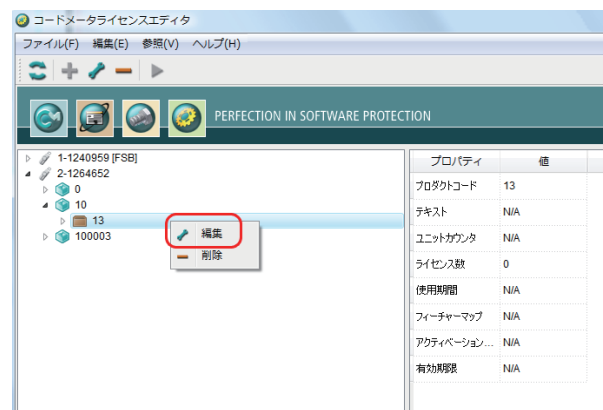 コードメータライセンスエディタ
ファイル(F) 編集(E) 参照(V) ヘルプ(H)
PERFECTION IN SOFTWARE PROTECTION
1-1240959 [FSB]
2-1264652
0
10
13
100003
編集
削除
プロパティ 値
プロダクトコード 13
テキスト N/A
ユニットカウンタ N/A
ライセンス数 0
使用期間 N/A
フィーチャーマップ N/A
アクティベーション... N/A
有効期限 N/A